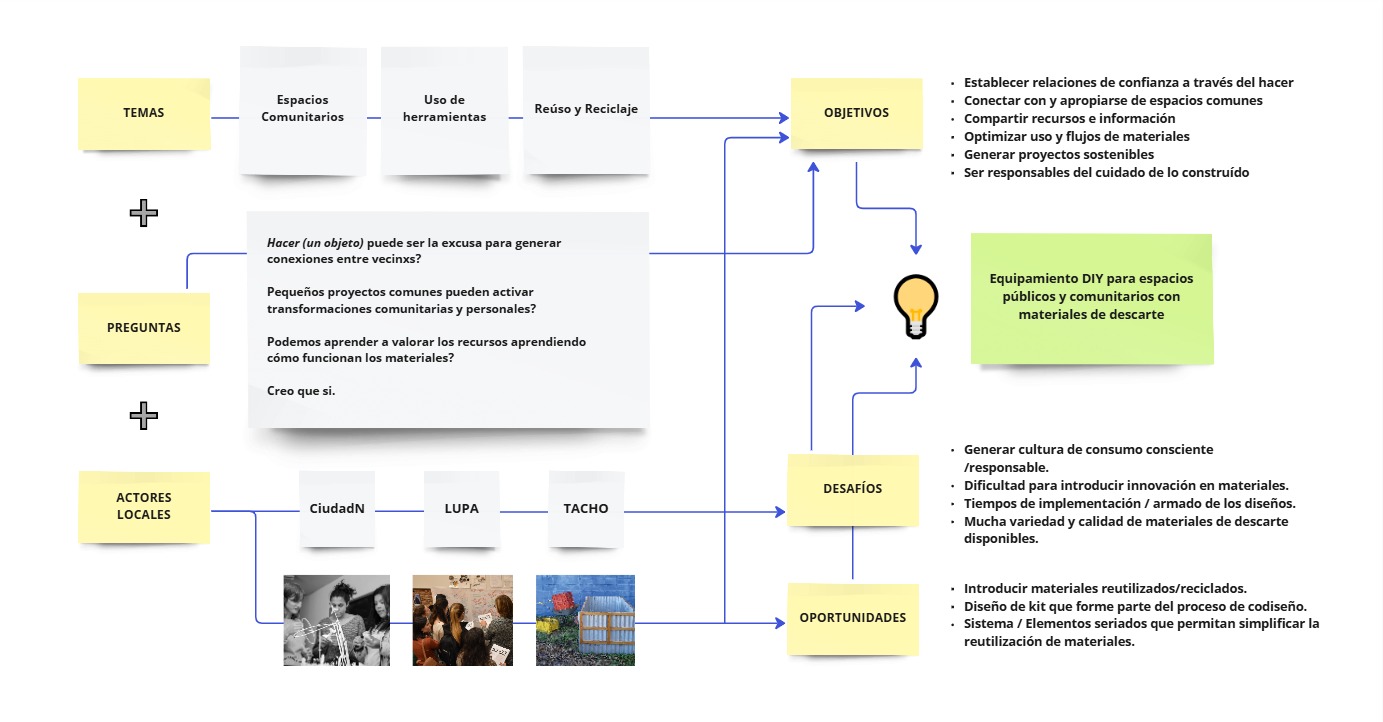 TEMAS
Espacios
Comunitarios
Uso de
herramientas
Reúso y Reciclaje
OBJETIVOS
· Establecer relaciones de confianza a través del hacer
· Conectar con y apropiarse de espacios comunes
· Compartir recursos e información
· Optimizar uso y flujos de materiales
· Generar proyectos sostenibles
· Ser responsables del cuidado de lo construído
PREGUNTAS
Hacer (un objeto) puede ser la excusa para generar
conexiones entre vecinxs?
Pequeños proyectos comunes pueden activar
transformaciones comunitarias y personales?
Podemos aprender a valorar los recursos aprendiendo
cómo funcionan los materiales?
Creo que si.
Equipamiento DIY para espacios
públicos y comunitarios con
materiales de descarte
ACTORES
LOCALES
CiudadN
LUPA
TACHO
DESAFÍOS
· Generar cultura de consumo consciente
/responsable.
· Dificultad para introducir innovación en materiales.
· Tiempos de implementación / armado de los diseños.
· Mucha variedad y calidad de materiales de descarte
disponibles.
OPORTUNIDADES
· Introducir materiales reutilizados/reciclados.
· Diseño de kit que forme parte del proceso de codiseño.
· Sistema / Elementos seriados que permitan simplificar la
reutilización de materiales.